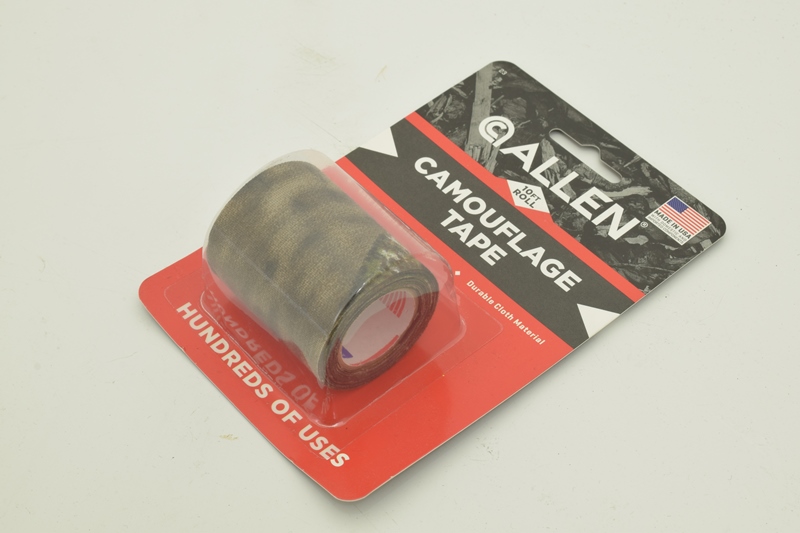 ALLEN®
MADE IN USA
10FT
ROLL
CAMOUFLAGE
TAPE
Durable Cloth Material
HUNDREDS OF USES